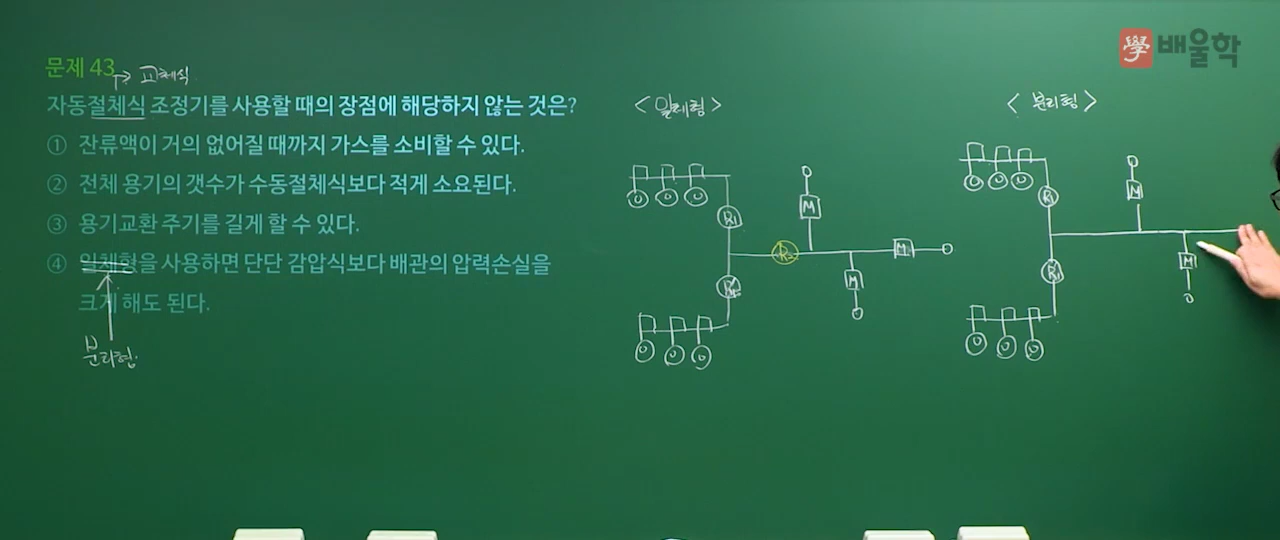 學 배울학
문제 43
교체식
자동절체식 조정기를 사용할 때의 장점에 해당하지 않는 것은?
① 잔류액이 거의 없어질 때까지 가스를 소비할 수 있다.
② 전체 용기의 갯수가 수동절체식보다 적게 소요된다.
③ 용기교환 주기를 길게 할 수 있다.
④ 일체형을 사용하면 단단 감압식보다 배관의 압력손실을
크게 해도 된다.
분리형
<일체형>
R1
M
R2
M
M
<분리형>
R1
M
M
R1